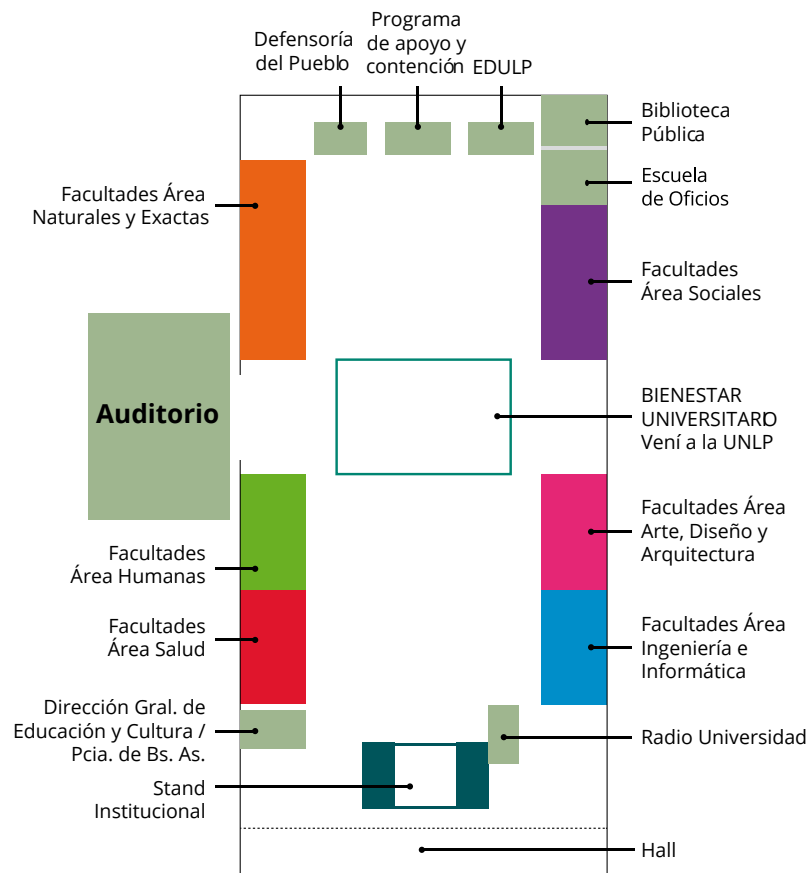 Defensoría
del Pueblo
Programa
de apoyo y
contención
EDULP
Biblioteca
Pública
Escuela
de Oficios
Facultades Área
Naturales y Exactas
Facultades
Área Sociales
Auditorio
BIENESTAR
UNIVERSITARIO
Vení a la UNLP
Facultades
Área Humanas
Facultades Área
Arte, Diseño y
Arquitectura
Facultades
Área Salud
Facultades Área
Ingeniería e
Informática
Dirección Gral. de
Educación y Cultura /
Pcia. de Bs. As.
Radio Universidad
Stand
Institucional
Hall